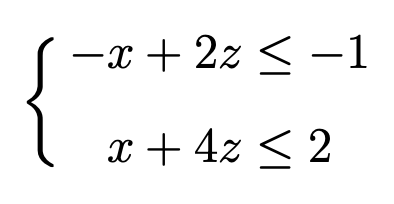 −x + 2z ≤ −1
x + 4z ≤ 2